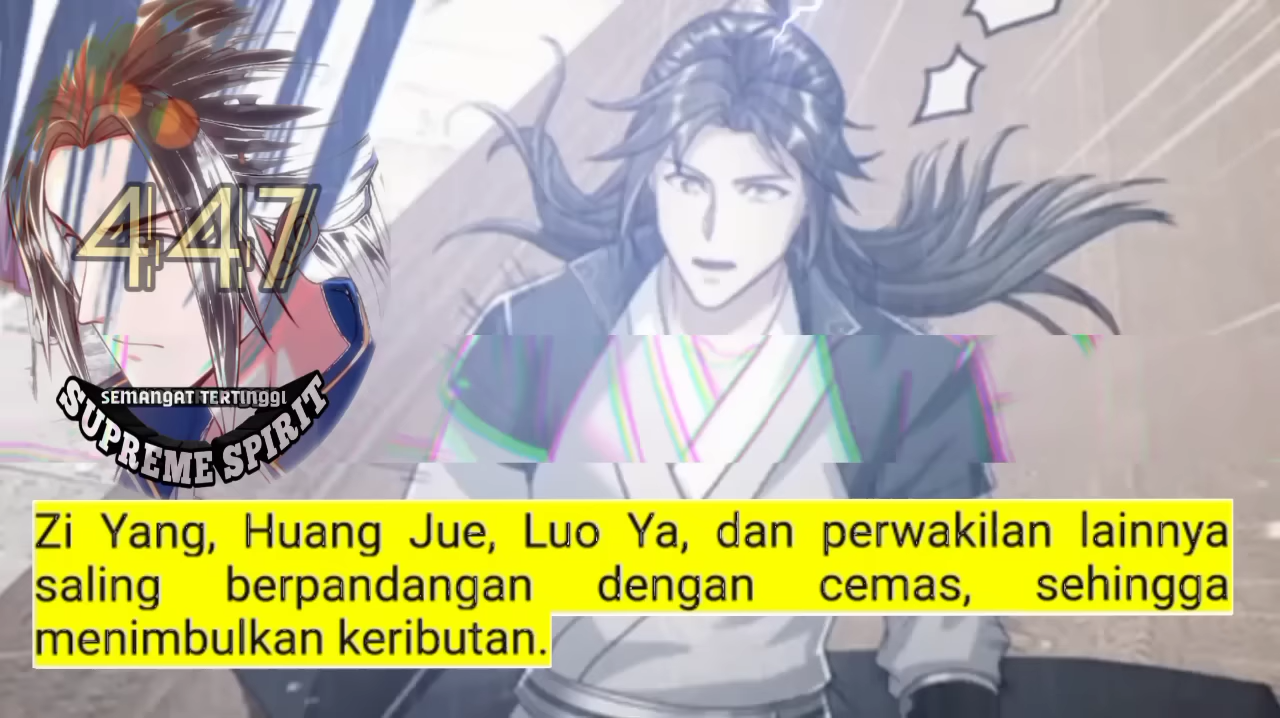 447
SEMANGAT TERTINGGI
SUPREME SPIRIT
Zi Yang, Huang Jue, Luo Ya, dan perwakilan lainnya
saling berpandangan dengan cemas, sehingga
menimbulkan keributan.